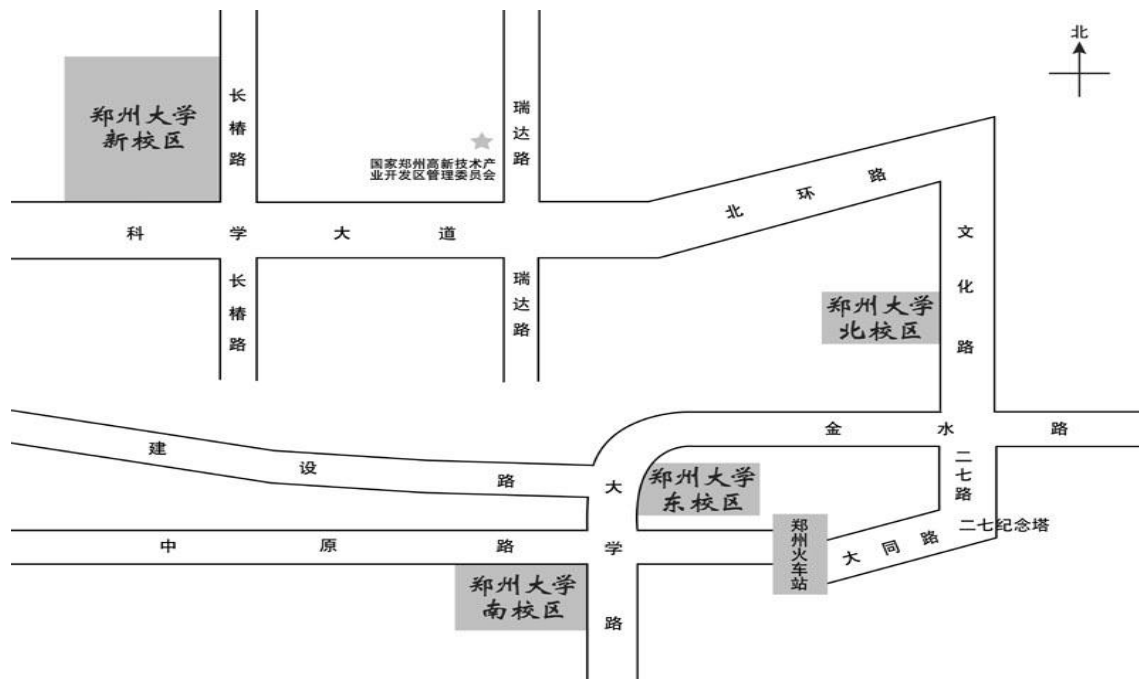 北
郑州大学
新校区
长椿路
瑞达路
国家郑州高新技术产
业开发区管理委员会
北环路
科学大道
文化路
长椿路
瑞达路
郑州大学
北校区
金水路
建设路
二七路
郑州大学
东校区
大学路
二七纪念塔
郑州火车站
大同路
中原路
郑州大学
南校区